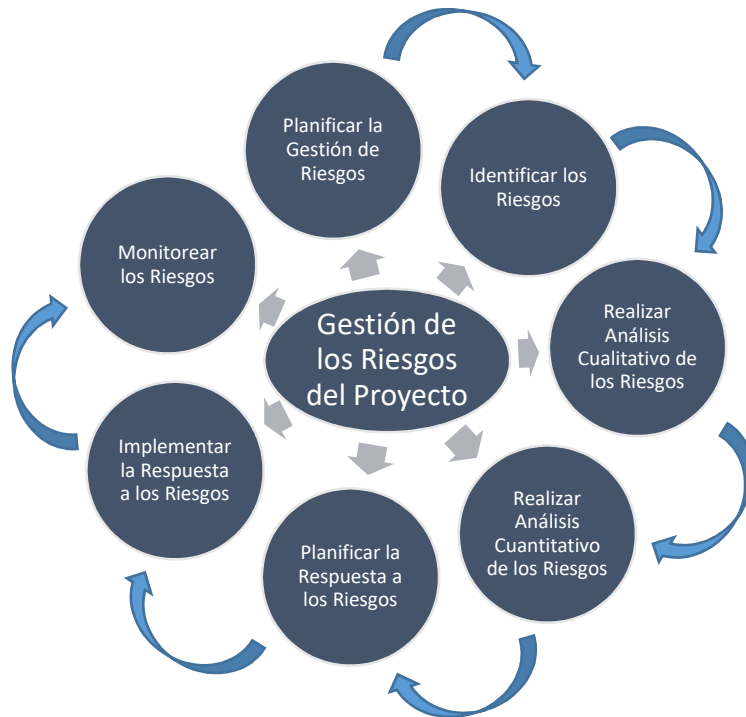 Planificar la
Gestión de
Riesgos
Identificar los
Riesgos
Realizar
Análisis
Cualitativo de
los Riesgos
Realizar
Análisis
Cuantitativo
de los Riesgos
Planificar la
Respuesta a
los Riesgos
Implementar
la Respuesta
a los Riesgos
Monitorear
los Riesgos
Gestión de
los Riesgos
del Proyecto